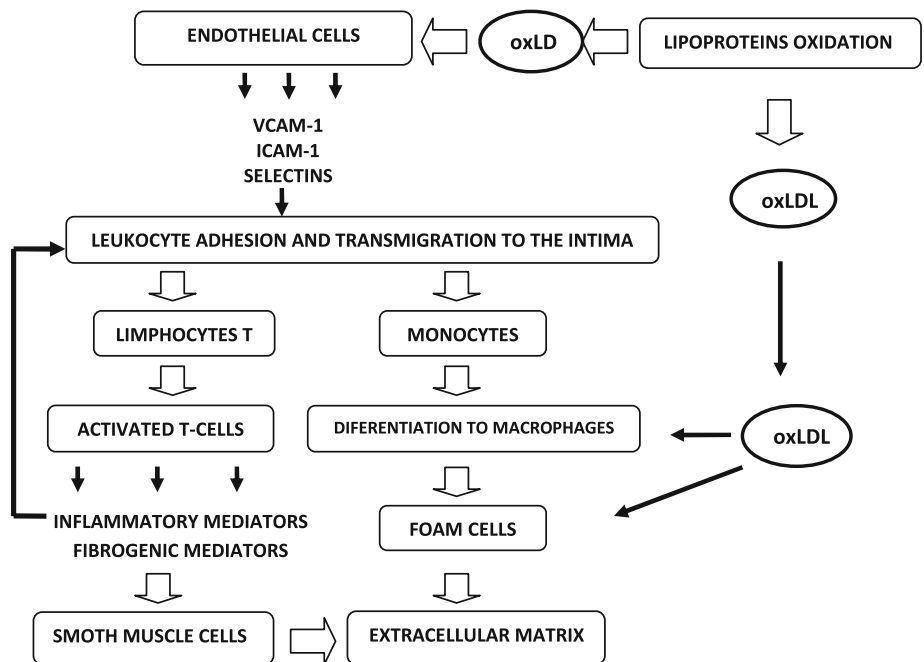 ENDOTHELIAL CELLS
oxLD
LIPOPROTEINS OXIDATION
VCAM-1
ICAM-1
SELECTINS
oxLDL
LEUKOCYTE ADHESION AND TRANSMIGRATION TO THE INTIMA
LIMPHOCYTES T
MONOCYTES
ACTIVATED T-CELLS
DIFERENTIATION TO MACROPHAGES
oxLDL
INFLAMMATORY MEDIATORS
FIBROGENIC MEDIATORS
FOAM CELLS
SMOTH MUSCLE CELLS
EXTRACELLULAR MATRIX